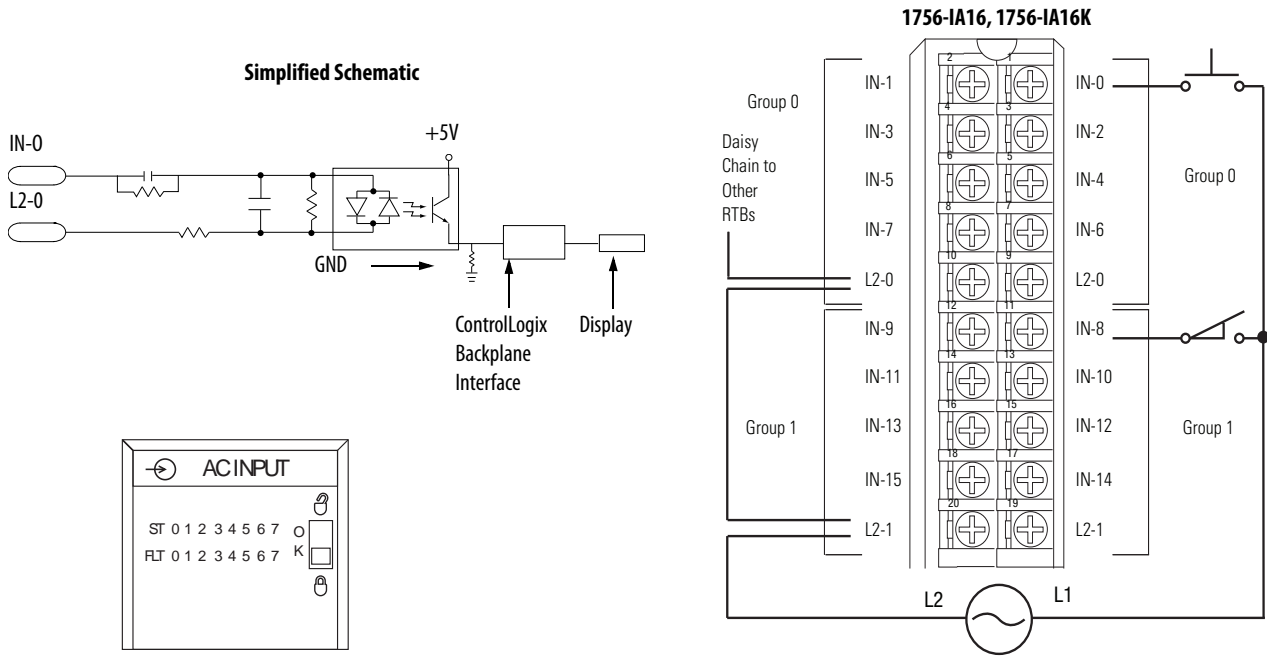 1756-IA16, 1756-IA16K
Simplified Schematic
IN-0
L2-0
+5V
GND
ControlLogix
Backplane
Interface
Display
AC INPUT
ST 0 1 2 3 4 5 6 7
FLT 0 1 2 3 4 5 6 7
O
K
Group 0
Daisy
Chain to
Other
RTBs
Group 1
IN-1
IN-3
IN-5
IN-7
L2-0
IN-9
IN-11
IN-13
IN-15
L2-1
2 1
4 3
6 5
8 7
10 9
12 11
14 13
16 15
18 17
20 19
IN-0
IN-2
IN-4
IN-6
L2-0
IN-8
IN-10
IN-12
IN-14
L2-1
Group 0
Group 1
L2
L1